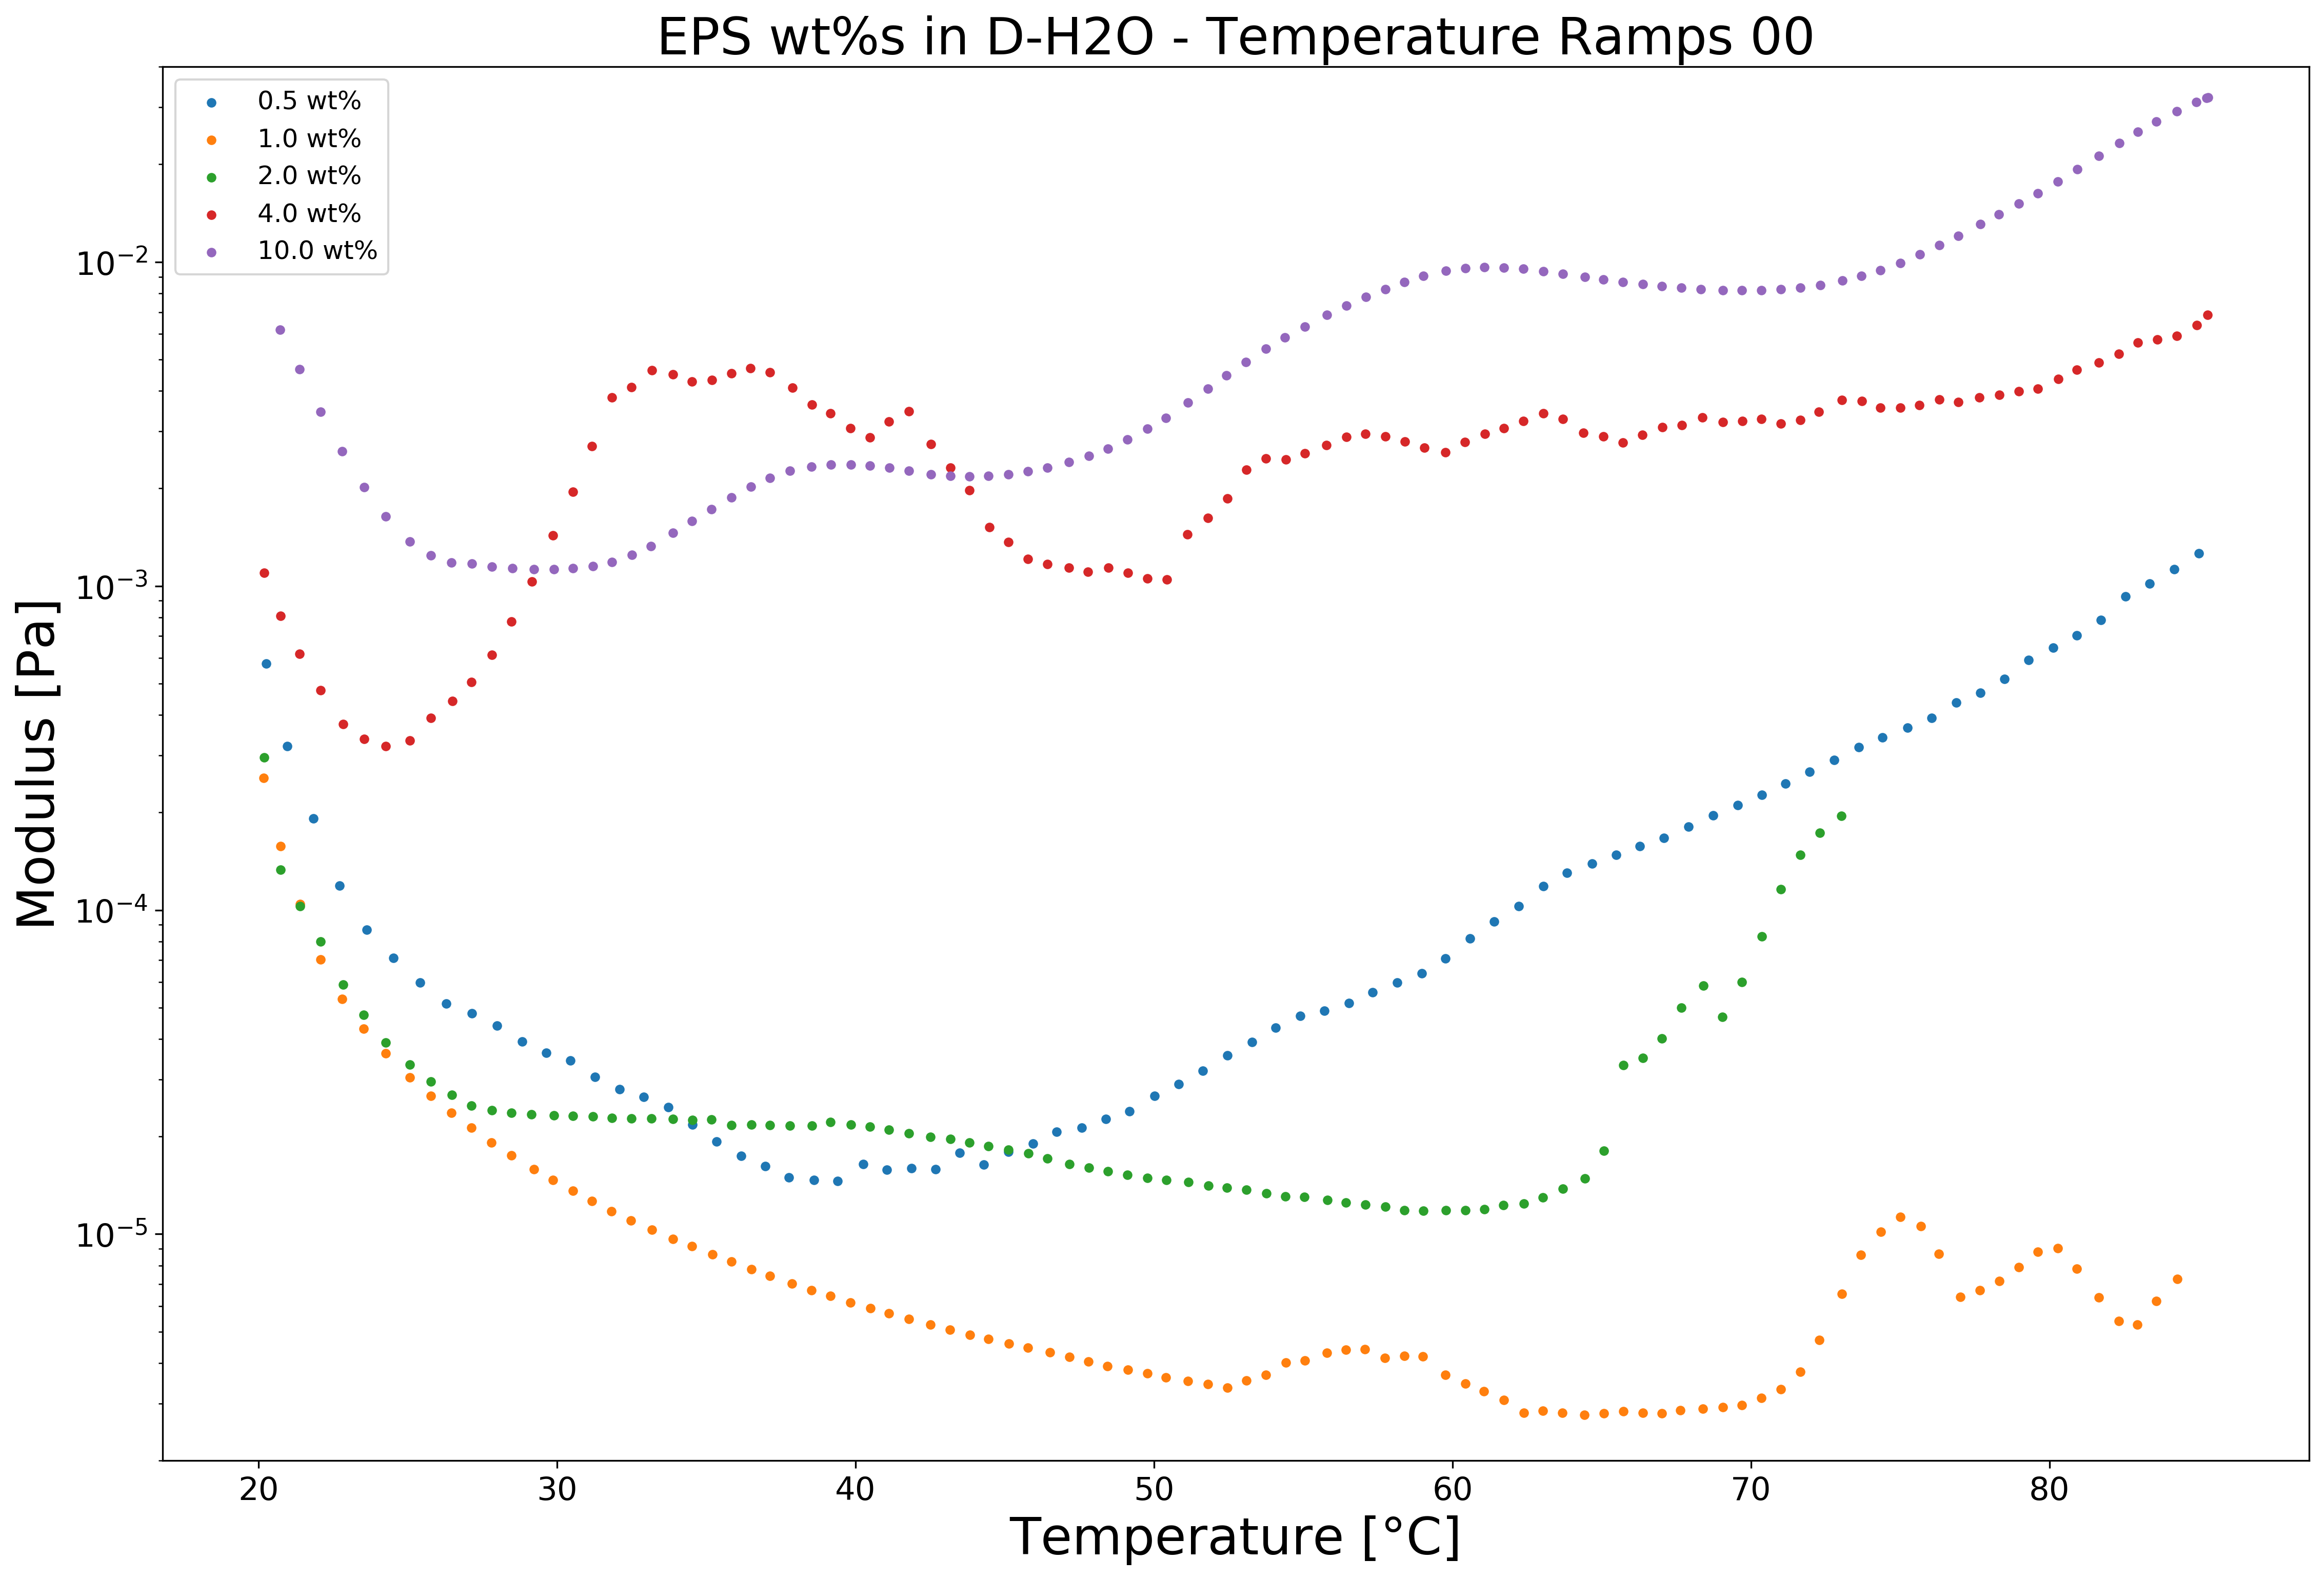 EPS wt%s in D-H2O - Temperature Ramps 00
0.5 wt%
1.0 wt%
2.0 wt%
4.0 wt%
10.0 wt%
Modulus [Pa]
10⁻²
10⁻³
10⁻⁴
10⁻⁵
20 30 40 50 60 70 80
Temperature [°C]